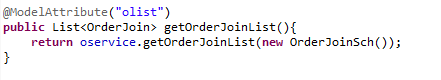 @ModelAttribute("olist")
public List<OrderJoin> getOrderJoinList(){
    return oservice.getOrderJoinList(new OrderJoinSch());
}